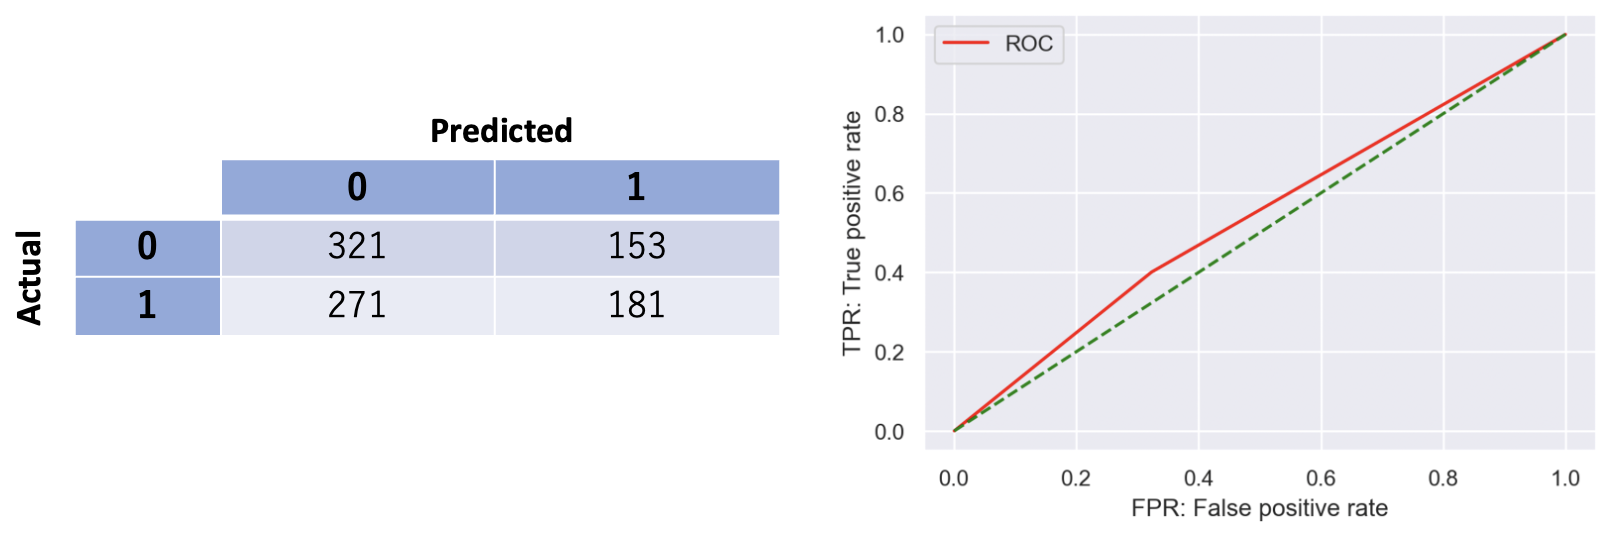 Predicted
0 1
Actual
0 321 153
1 271 181
ROC
TPR: True positive rate
1.0
0.8
0.6
0.4
0.2
0.0
0.0 0.2 0.4 0.6 0.8 1.0
FPR: False positive rate